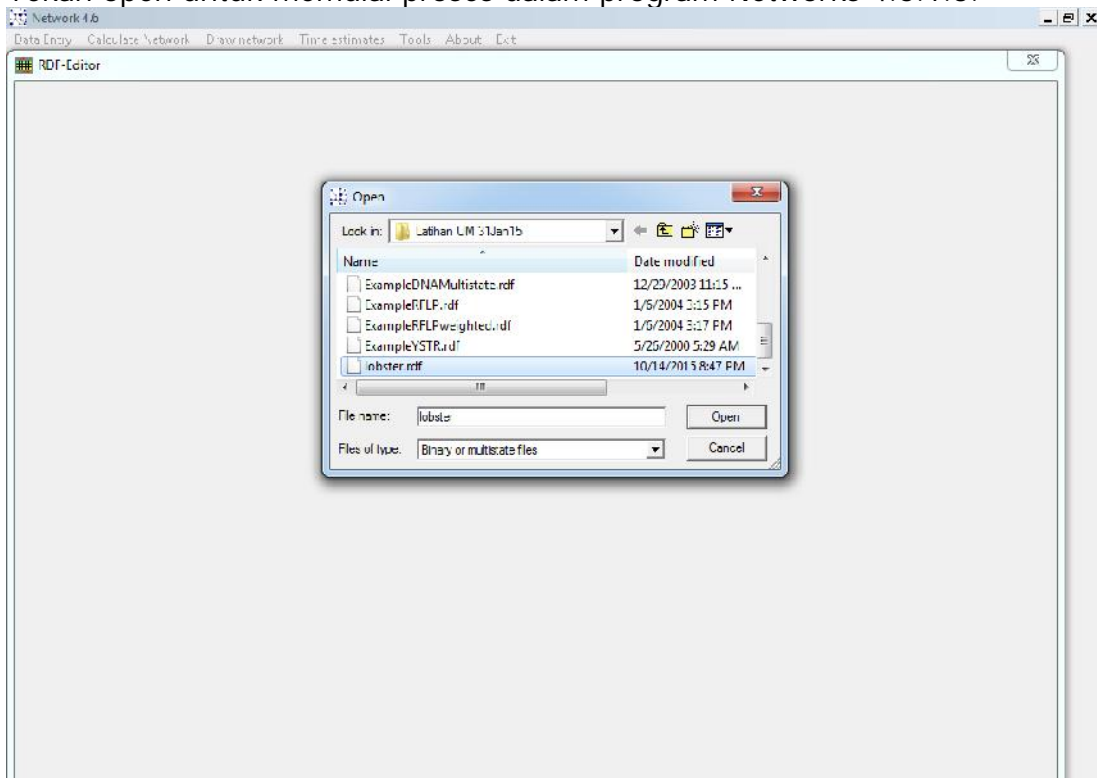 Network 4.6
Data Entry Calculate Network Draw network Time estimates Tools About Exit
RDF-Editor
Open
Look in: Latihan UM 31Jan15
Name Date modified
ExampleDNAMultistate.rdf 12/29/2003 11:15 ...
ExampleRFLP.rdf 1/6/2004 3:15 PM
ExampleRFLPweighted.rdf 1/6/2004 3:17 PM
ExampleYSTR.rdf 5/26/2000 5:29 AM
lobster.rdf 10/14/2015 8:47 PM
File name: lobster Open
Files of type: Binary or multistate files Cancel